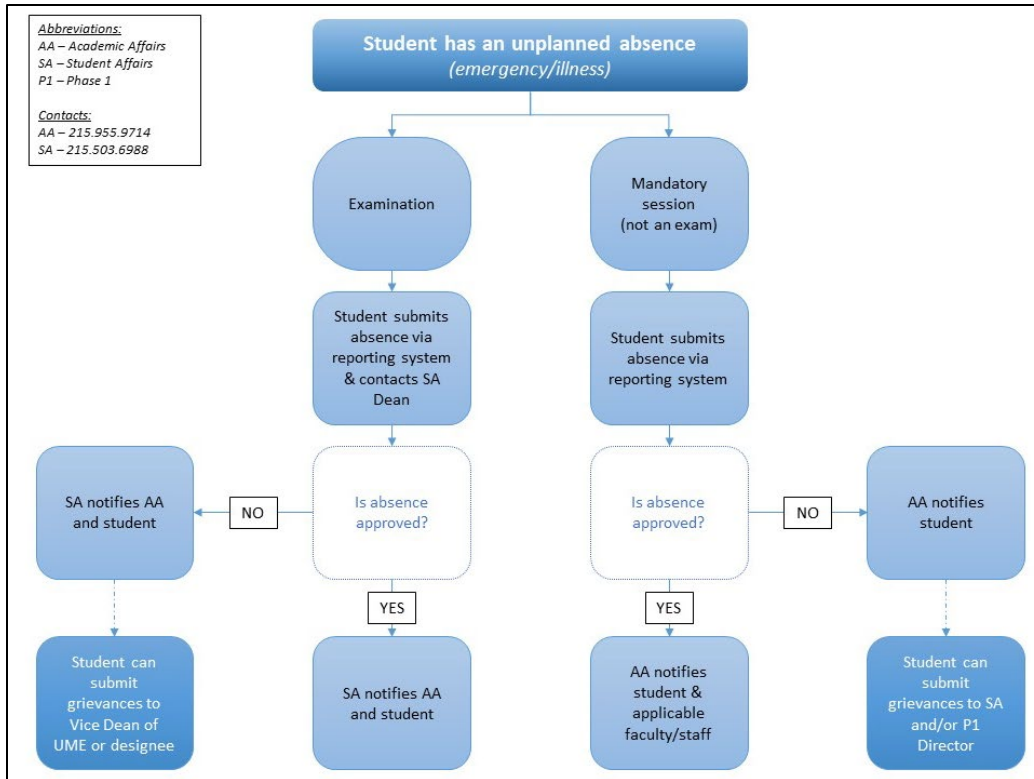 Abbreviations:
AA – Academic Affairs
SA – Student Affairs
P1 – Phase 1
Contacts:
AA – 215.955.9714
SA – 215.503.6988
Student has an unplanned absence
(emergency/illness)
Examination
Mandatory
session
(not an exam)
Student submits
absence via
reporting system
& contacts SA
Dean
Student submits
absence via
reporting system
SA notifies AA
and student
NO
Is absence
approved?
Is absence
approved?
NO
AA notifies
student
YES
YES
Student can
submit
grievances to
Vice Dean of
UME or designee
SA notifies AA
and student
AA notifies
student &
applicable
faculty/staff
Student can
submit
grievances to SA
and/or P1
Director